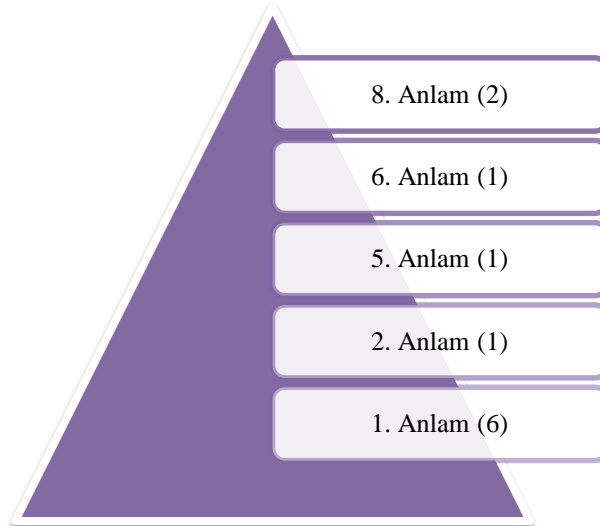 8. Anlam (2)
6. Anlam (1)
5. Anlam (1)
2. Anlam (1)
1. Anlam (6)